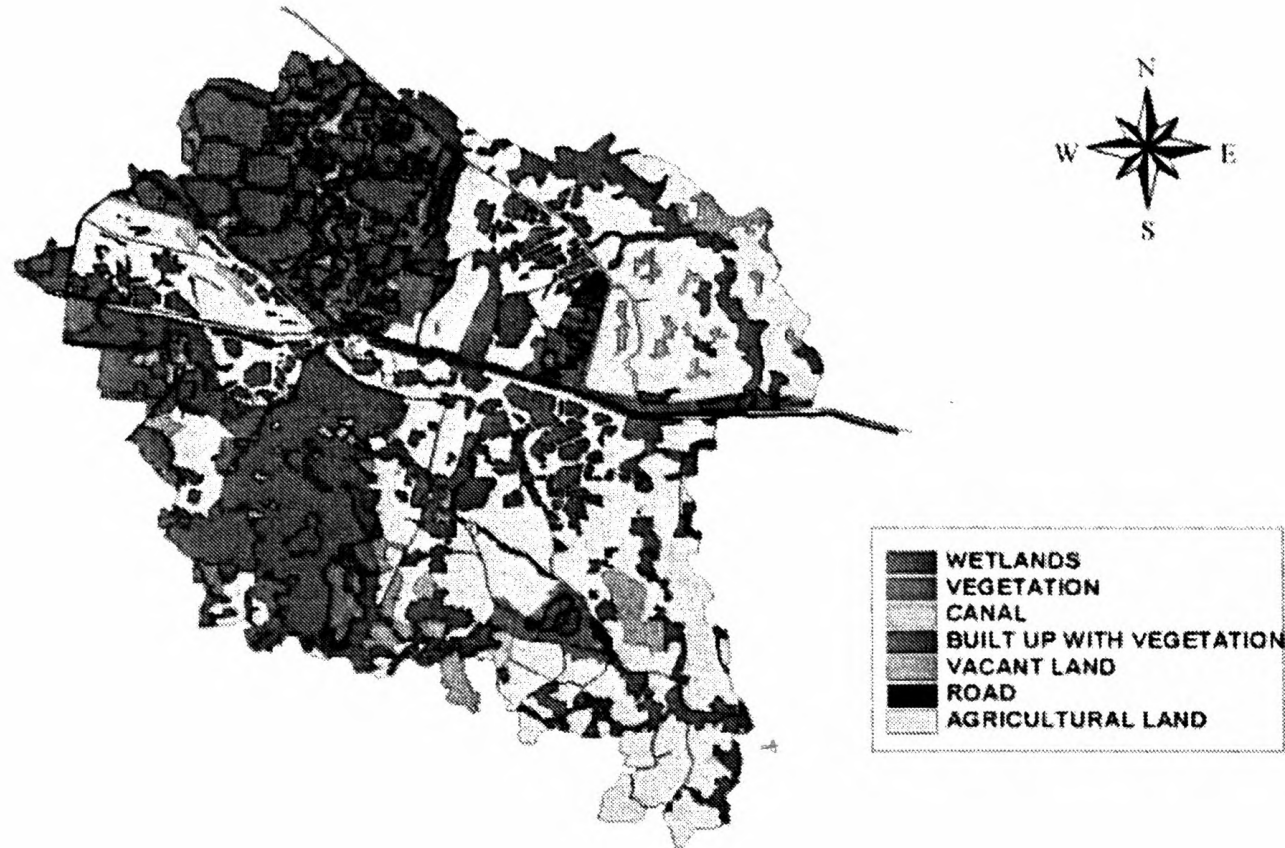 N
W E
S
WETLANDS
VEGETATION
CANAL
BUILT UP WITH VEGETATION
VACANT LAND
ROAD
AGRICULTURAL LAND